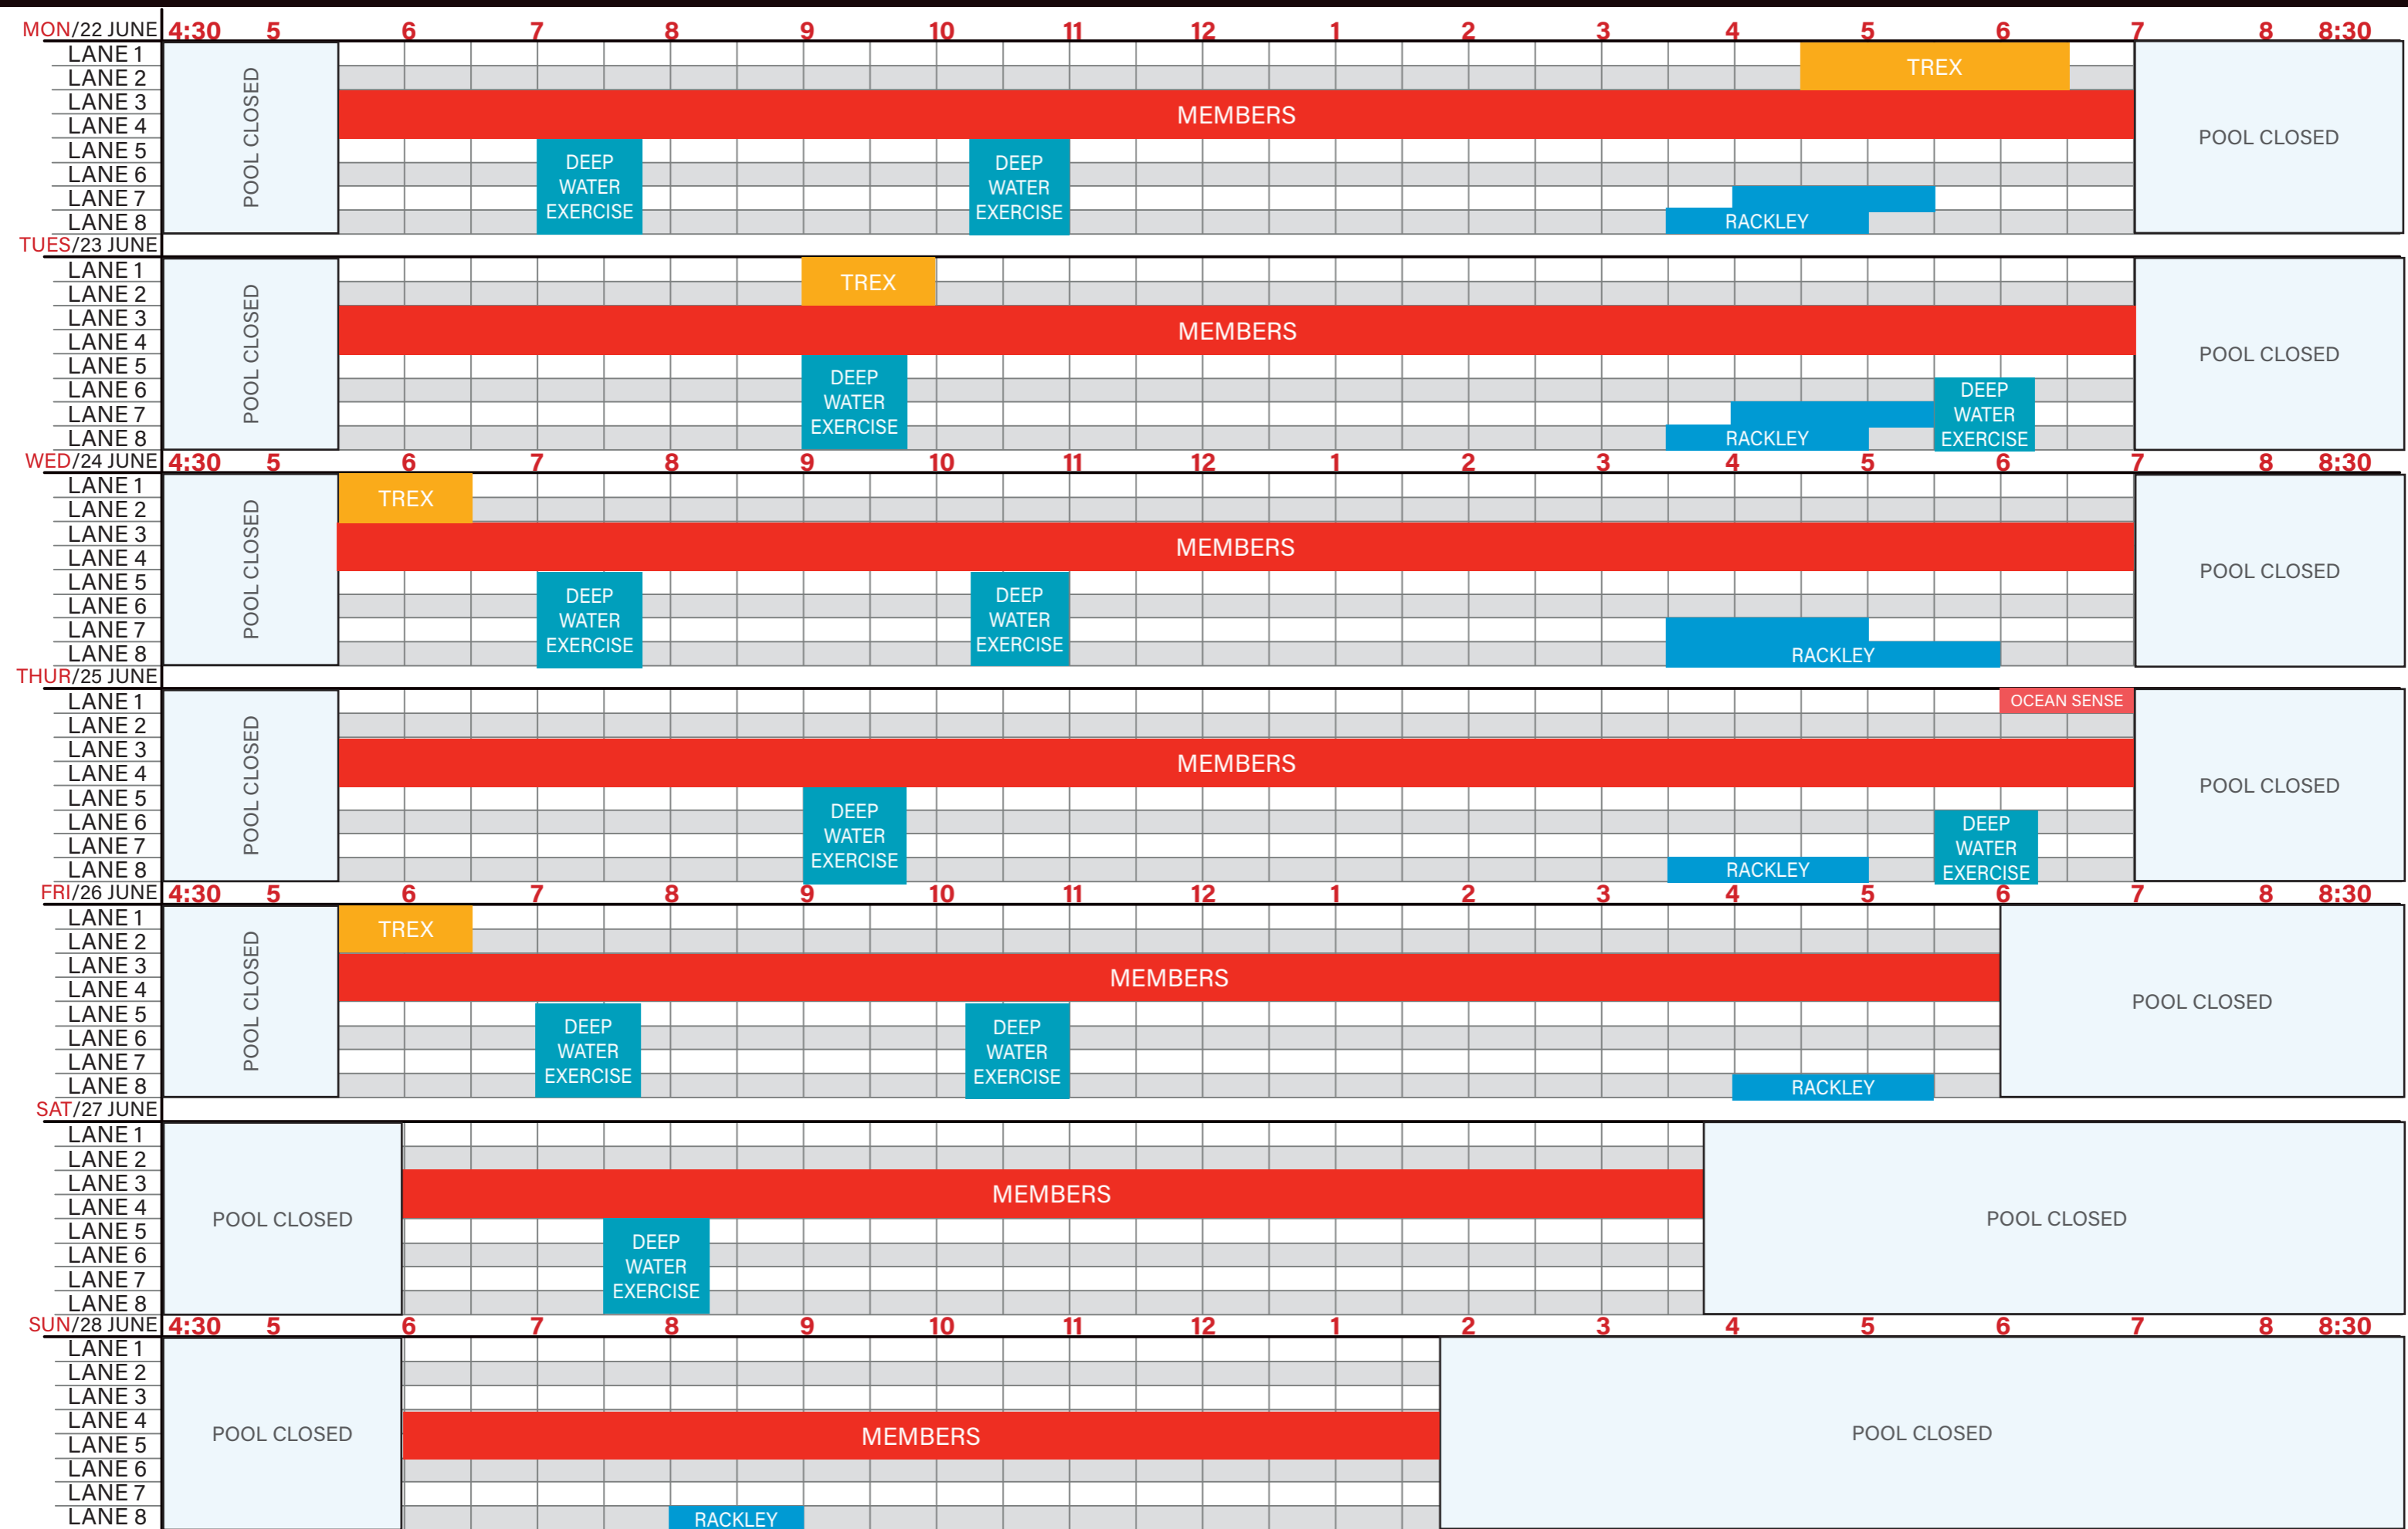 MON/22 JUNE 4:30 5 6 7 8 9 10 11 12 1 2 3 4 5 6 7 8 8:30
LANE 1
LANE 2
LANE 3
LANE 4
LANE 5
LANE 6
LANE 7
LANE 8
POOL CLOSED
TREX
MEMBERS
DEEP
WATER
EXERCISE
DEEP
WATER
EXERCISE
RACKLEY
POOL CLOSED
TUES/23 JUNE
LANE 1
LANE 2
LANE 3
LANE 4
LANE 5
LANE 6
LANE 7
LANE 8
POOL CLOSED
TREX
MEMBERS
DEEP
WATER
EXERCISE
RACKLEY
DEEP
WATER
EXERCISE
POOL CLOSED
WED/24 JUNE 4:30 5 6 7 8 9 10 11 12 1 2 3 4 5 6 7 8 8:30
LANE 1
LANE 2
LANE 3
LANE 4
LANE 5
LANE 6
LANE 7
LANE 8
POOL CLOSED
TREX
MEMBERS
DEEP
WATER
EXERCISE
DEEP
WATER
EXERCISE
RACKLEY
POOL CLOSED
THUR/25 JUNE
LANE 1
LANE 2
LANE 3
LANE 4
LANE 5
LANE 6
LANE 7
LANE 8
POOL CLOSED
OCEAN SENSE
MEMBERS
DEEP
WATER
EXERCISE
RACKLEY
DEEP
WATER
EXERCISE
POOL CLOSED
FRI/26 JUNE 4:30 5 6 7 8 9 10 11 12 1 2 3 4 5 6 7 8 8:30
LANE 1
LANE 2
LANE 3
LANE 4
LANE 5
LANE 6
LANE 7
LANE 8
POOL CLOSED
TREX
MEMBERS
DEEP
WATER
EXERCISE
DEEP
WATER
EXERCISE
RACKLEY
POOL CLOSED
SAT/27 JUNE
LANE 1
LANE 2
LANE 3
LANE 4
LANE 5
LANE 6
LANE 7
LANE 8
POOL CLOSED
MEMBERS
DEEP
WATER
EXERCISE
POOL CLOSED
SUN/28 JUNE 4:30 5 6 7 8 9 10 11 12 1 2 3 4 5 6 7 8 8:30
LANE 1
LANE 2
LANE 3
LANE 4
LANE 5
LANE 6
LANE 7
LANE 8
POOL CLOSED
MEMBERS
RACKLEY
POOL CLOSED